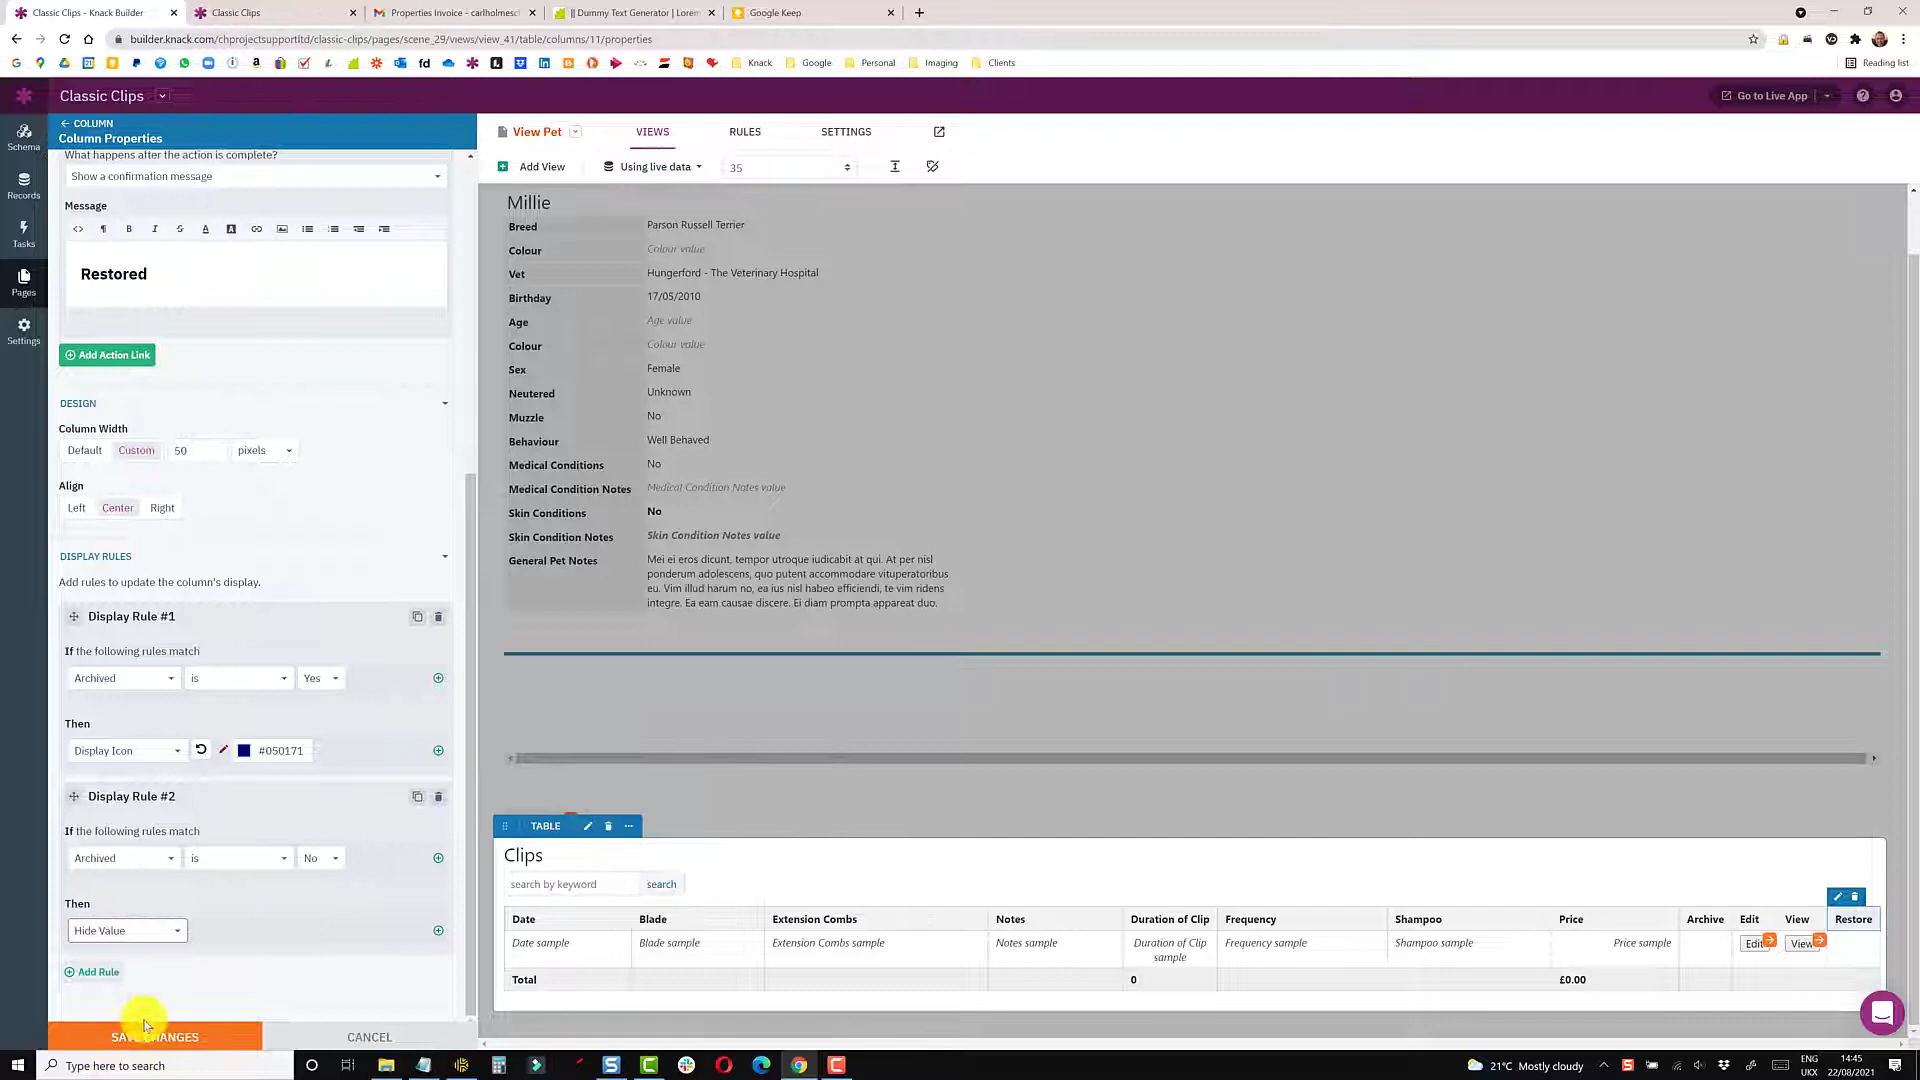 Classic Clips - Knack Builder
Classic Clips
Properties Invoice - carlholmesc
|| Dummy Text Generator | Lorem
Google Keep
builder.knack.com/chprojectsupportltd/classic-clips/pages/scene_29/views/view_41/table/columns/11/properties
Knack
Google
Personal
Imaging
Clients
Reading list
Classic Clips
Go to Live App
Schema
Records
Tasks
Pages
Settings
COLUMN
Column Properties
What happens after the action is complete?
Show a confirmation message
Message
Restored
Add Action Link
DESIGN
Column Width
Default Custom 50 pixels
Align
Left Center Right
DISPLAY RULES
Add rules to update the column's display.
Display Rule #1
If the following rules match
Archived is Yes
Then
Display Icon #050171
Display Rule #2
If the following rules match
Archived is No
Then
Hide Value
Add Rule
SAVE CHANGES CANCEL
View Pet VIEWS RULES SETTINGS
Add View Using live data 35
Millie
Breed Parson Russell Terrier
Colour Colour value
Vet Hungerford - The Veterinary Hospital
Birthday 17/05/2010
Age Age value
Colour Colour value
Sex Female
Neutered Unknown
Muzzle No
Behaviour Well Behaved
Medical Conditions No
Medical Condition Notes Medical Condition Notes value
Skin Conditions No
Skin Condition Notes Skin Condition Notes value
General Pet Notes Mei ei eros dicunt, tempor utroque iudicabit at qui. At per nisl
ponderum adolescens, quo putent accommodare vituperatoribus
eu. Vim illud harum no, ea ius nisl habeo efficiendi, te vim ridens
integre. Ea eam causae discere. Ei diam prompta appareat duo.
TABLE
Clips
search by keyword search
Date Blade Extension Combs Notes Duration of Clip Frequency Shampoo Price Archive Edit View Restore
Date sample Blade sample Extension Combs sample Notes sample Duration of Clip Frequency sample Shampoo sample Price sample Edit View
sample
Total 0 £0.00
Type here to search
21°C Mostly cloudy
ENG
UKX
14:45
22/08/2021